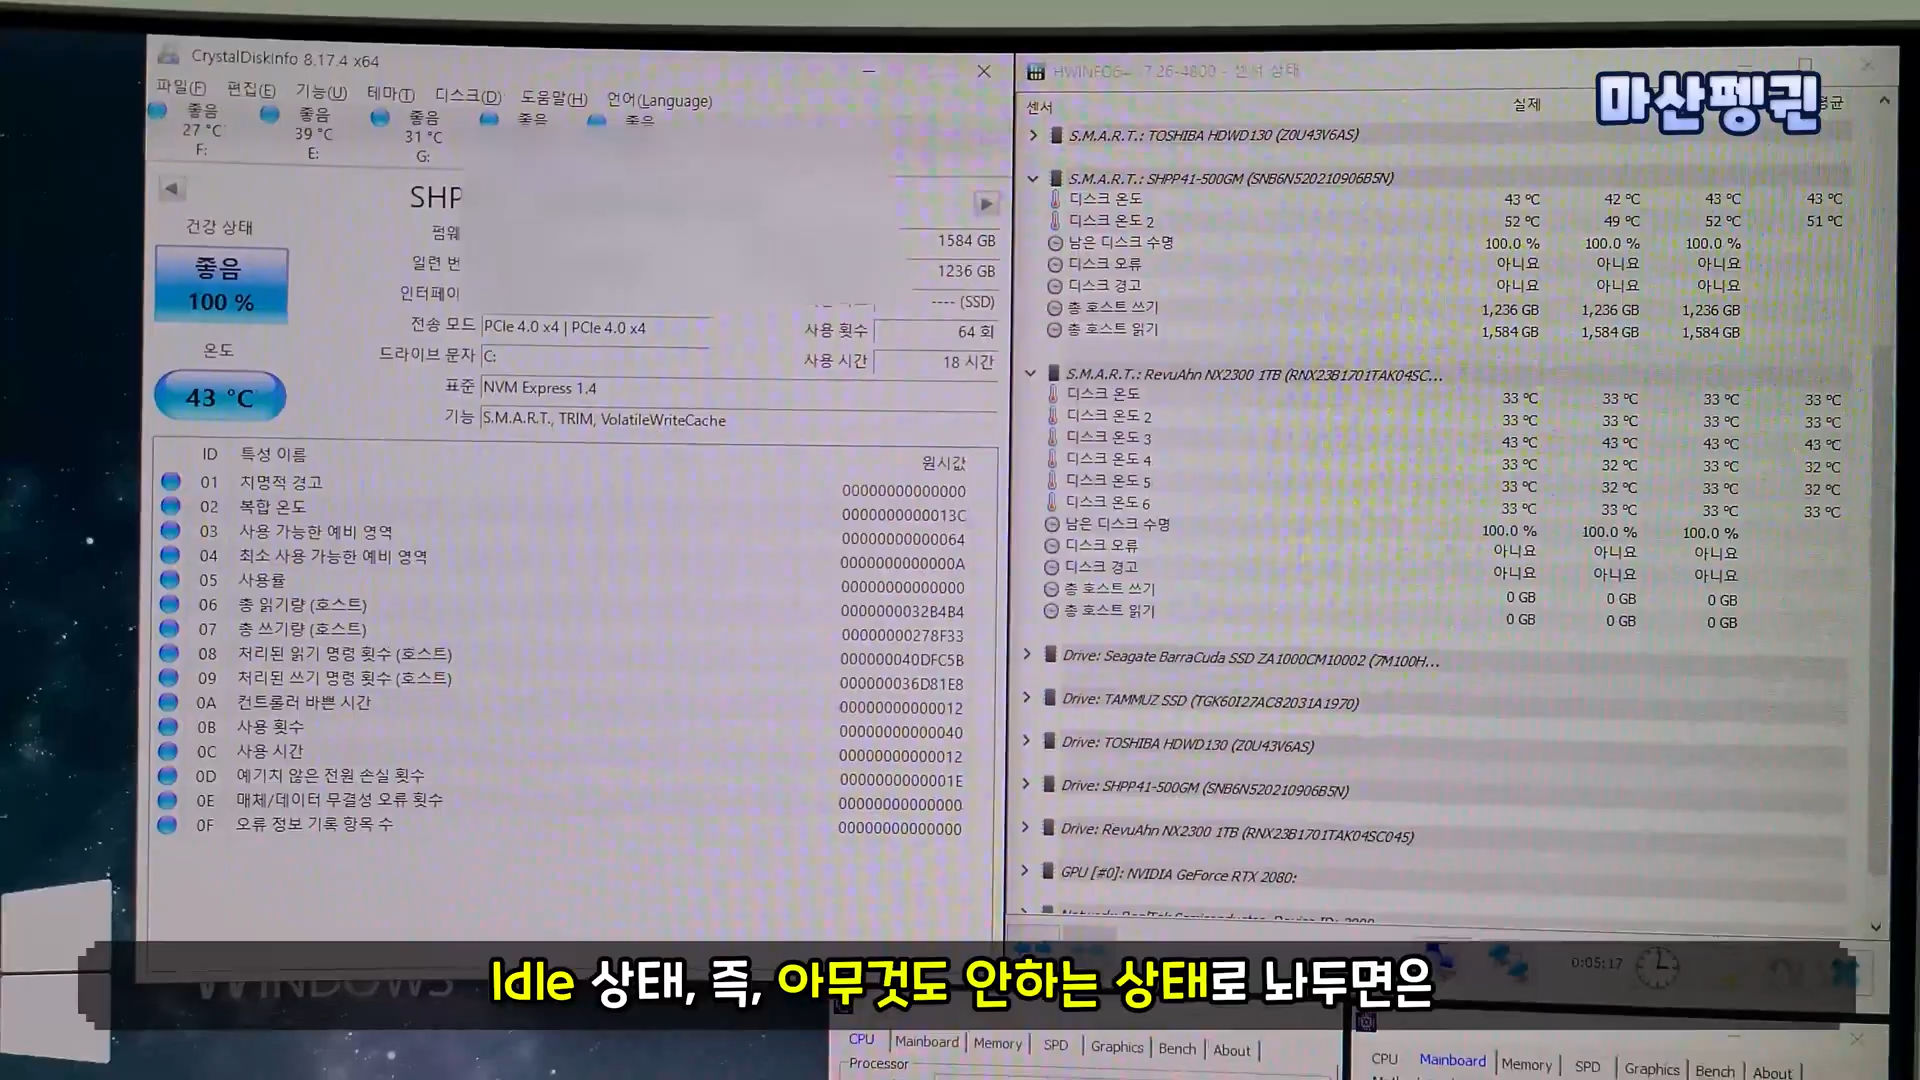 CrystalDiskInfo 8.17.4 x64
파일(F) 편집(E) 기능(U) 테마(T) 디스크(D) 도움말(H) 언어(Language)
좋음 좋음 좋음 좋음 좋음
27 °C 39 °C 31 °C
F: E: G:
SHP
건강 상태
좋음
100 %
온도
43 °C
펌웨
일련 번
인터페이
1584 GB
1236 GB
---- (SSD)
전송 모드 PCIe 4.0 x4 | PCIe 4.0 x4
사용 횟수 64 회
드라이브 문자 C:
사용 시간 18 시간
표준 NVM Express 1.4
기능 S.M.A.R.T., TRIM, VolatileWriteCache
ID 특성 이름 원시값
01 치명적 경고 00000000000000
02 복합 온도 0000000000013C
03 사용 가능한 예비 영역 00000000000064
04 최소 사용 가능한 예비 영역 0000000000000A
05 사용률 00000000000000
06 총 읽기량 (호스트) 0000000032B4B4
07 총 쓰기량 (호스트) 00000000278F33
08 처리된 읽기 명령 횟수 (호스트) 000000040DFC5B
09 처리된 쓰기 명령 횟수 (호스트) 000000036D81E8
0A 컨트롤러 바쁜 시간 00000000000012
0B 사용 횟수 00000000000040
0C 사용 시간 00000000000012
0D 예기치 않은 전원 손실 횟수 0000000000001E
0E 매체/데이터 무결성 오류 횟수 00000000000000
0F 오류 정보 기록 항목 수 00000000000000
센서 상태
마산펭귄
센서 실제 평균
S.M.A.R.T.: TOSHIBA HDWD130 (Z0U43V6AS)
S.M.A.R.T.: SHPP41-500GM (SNB6N520210906B5N)
디스크 온도 43 °C 42 °C 43 °C 43 °C
디스크 온도 2 52 °C 49 °C 52 °C 51 °C
남은 디스크 수명 100.0 % 100.0 % 100.0 %
디스크 오류 아니요 아니요 아니요
디스크 경고 아니요 아니요 아니요
총 호스트 쓰기 1,236 GB 1,236 GB 1,236 GB
총 호스트 읽기 1,584 GB 1,584 GB 1,584 GB
S.M.A.R.T.: RevuAhn NX2300 1TB (RNX23B1701TAK04SC...
디스크 온도 33 °C 33 °C 33 °C 33 °C
디스크 온도 2 33 °C 33 °C 33 °C 33 °C
디스크 온도 3 43 °C 43 °C 43 °C 43 °C
디스크 온도 4 33 °C 32 °C 33 °C 32 °C
디스크 온도 5 33 °C 32 °C 33 °C 32 °C
디스크 온도 6 33 °C 33 °C 33 °C 33 °C
남은 디스크 수명 100.0 % 100.0 % 100.0 %
디스크 오류 아니요 아니요 아니요
디스크 경고 아니요 아니요 아니요
총 호스트 쓰기 0 GB 0 GB 0 GB
총 호스트 읽기 0 GB 0 GB 0 GB
Drive: Seagate BarraCuda SSD ZA1000CM10002 (7M100H...
Drive: TAMMUZ SSD (TGK60I27AC82031A1970)
Drive: TOSHIBA HDWD130 (Z0U43V6AS)
Drive: SHPP41-500GM (SNB6N520210906B5N)
Drive: RevuAhn NX2300 1TB (RNX23B1701TAK04SC045)
GPU [#0]: NVIDIA GeForce RTX 2080:
0:05:17
WINDOWS
Idle 상태, 즉, 아무것도 안하는 상태로 놔두면은
CPU Mainboard Memory SPD Graphics Bench About
Processor
CPU Mainboard Memory SPD Graphics Bench About